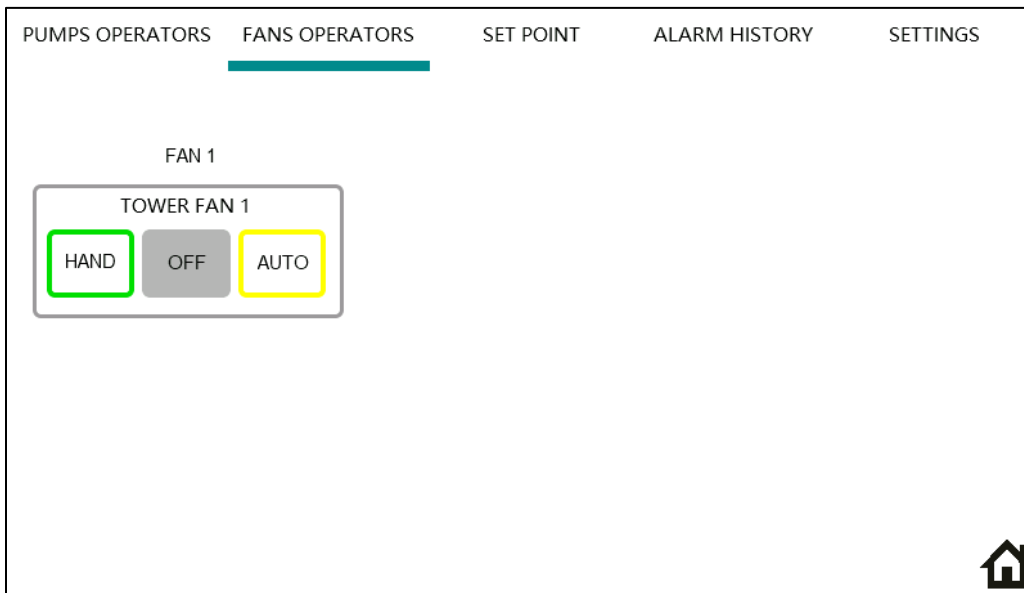 PUMPS OPERATORS FANS OPERATORS SET POINT ALARM HISTORY SETTINGS
FAN 1
TOWER FAN 1
HAND OFF AUTO